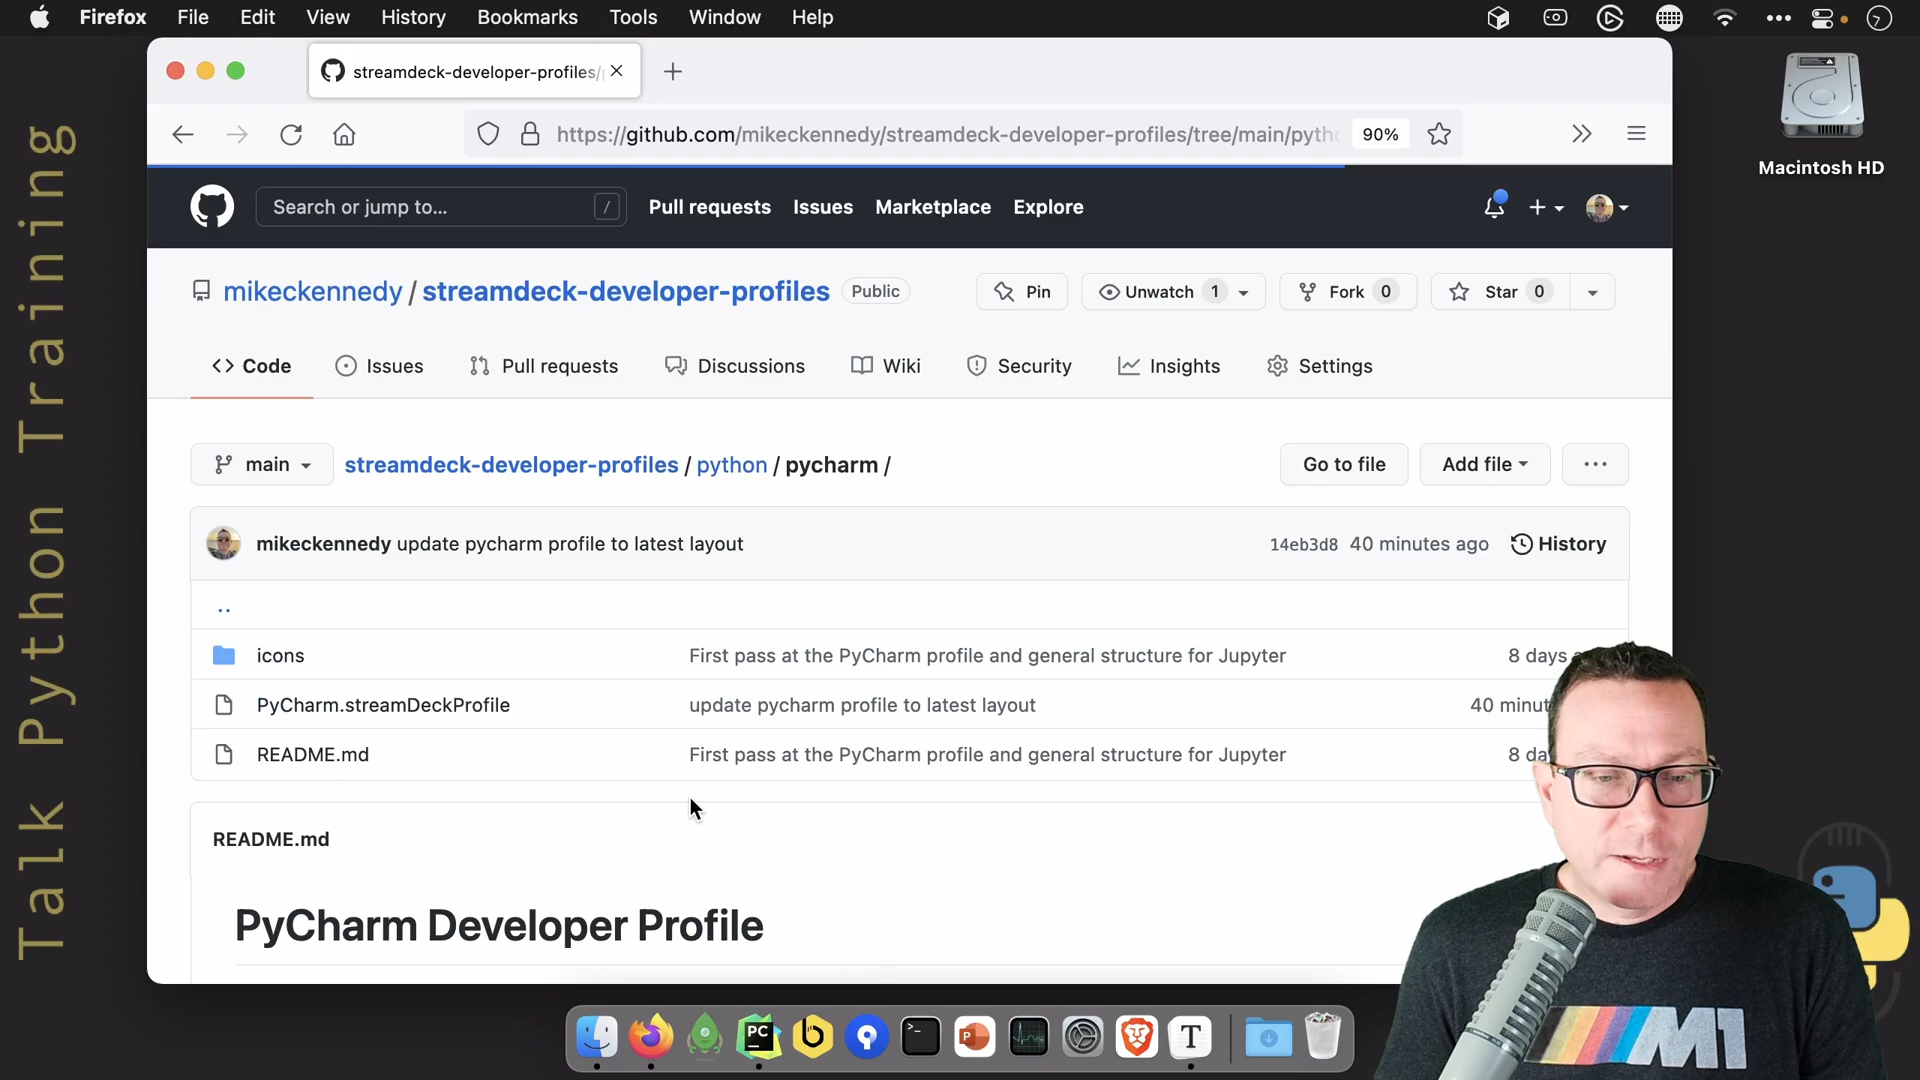 Firefox File Edit View History Bookmarks Tools Window Help
streamdeck-developer-profiles/
https://github.com/mikeckennedy/streamdeck-developer-profiles/tree/main/pytho
90%
Macintosh HD
Search or jump to... /
Pull requests Issues Marketplace Explore
mikeckennedy / streamdeck-developer-profiles Public
Pin Unwatch 1 Fork 0 Star 0
Code Issues Pull requests Discussions Wiki Security Insights Settings
main streamdeck-developer-profiles / python / pycharm /
Go to file Add file ...
mikeckennedy update pycharm profile to latest layout 14eb3d8 40 minutes ago History
..
icons First pass at the PyCharm profile and general structure for Jupyter 8 days
PyCharm.streamDeckProfile update pycharm profile to latest layout 40 minut
README.md First pass at the PyCharm profile and general structure for Jupyter 8 da
README.md
PyCharm Developer Profile
Talk Python Training
PC
b
>_
P
T
M1